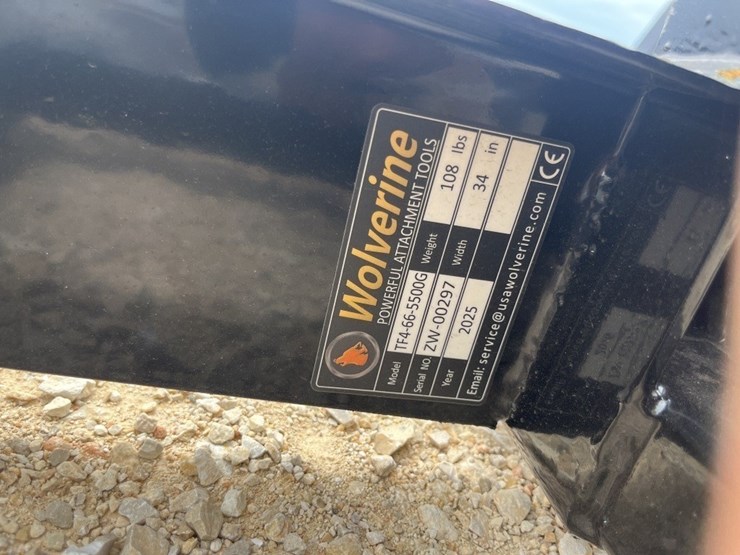 Wolverine
POWERFUL ATTACHMENT TOOLS
Model TF4-66-5500G Weight 108 lbs
Serial NO. ZW-00297 Width 34 in
Year 2025
Email: service@usawolverine.com CE